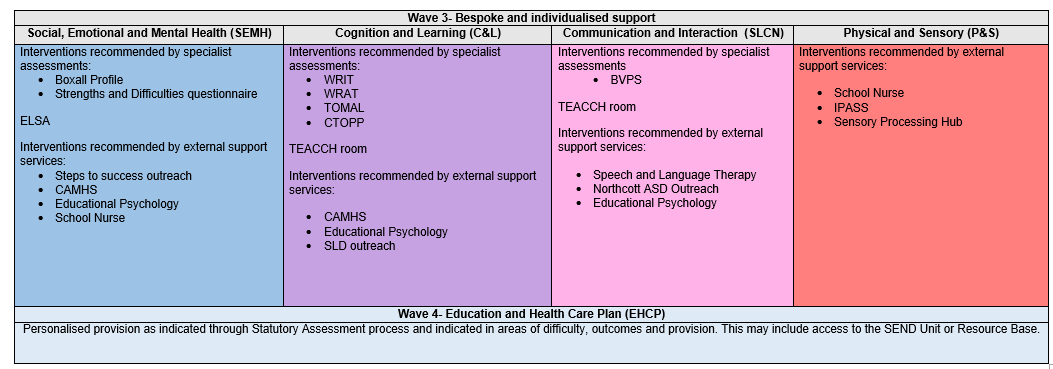 Wave 3- Bespoke and individualised support
Social, Emotional and Mental Health (SEMH)
Cognition and Learning (C&L)
Communication and Interaction (SLCN)
Physical and Sensory (P&S)
Interventions recommended by specialist
assessments:
• Boxall Profile
• Strengths and Difficulties questionnaire
ELSA
Interventions recommended by external support
services:
• Steps to success outreach
• CAMHS
• Educational Psychology
• School Nurse
Interventions recommended by specialist
assessments:
• WRIT
• WRAT
• TOMAL
• CTOPP
TEACCH room
Interventions recommended by external support
services:
• CAMHS
• Educational Psychology
• SLD outreach
Interventions recommended by specialist
assessments
• BVPS
TEACCH room
Interventions recommended by external
support services:
• Speech and Language Therapy
• Northcott ASD Outreach
• Educational Psychology
Interventions recommended by external
support services:
• School Nurse
• IPASS
• Sensory Processing Hub
Wave 4- Education and Health Care Plan (EHCP)
Personalised provision as indicated through Statutory Assessment process and indicated in areas of difficulty, outcomes and provision. This may include access to the SEND Unit or Resource Base.